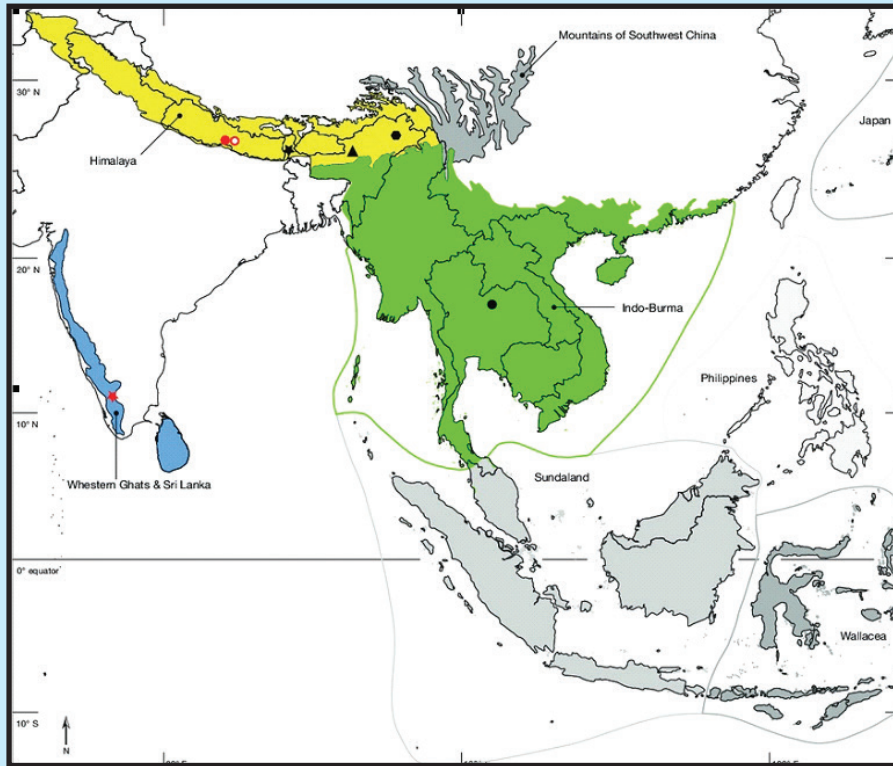 Mountains of Southwest China
30° N
Japan
Himalaya
20° N
Indo-Burma
Philippines
10° N
Whestern Ghats & Sri Lanka
Sundaland
0° equator
Wallacea
10° S
N